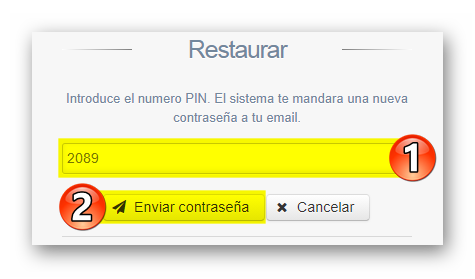 Restaurar
Introduce el numero PIN. El sistema te mandara una nueva
contraseña a tu email.
2089
1
2
Enviar contraseña
Cancelar